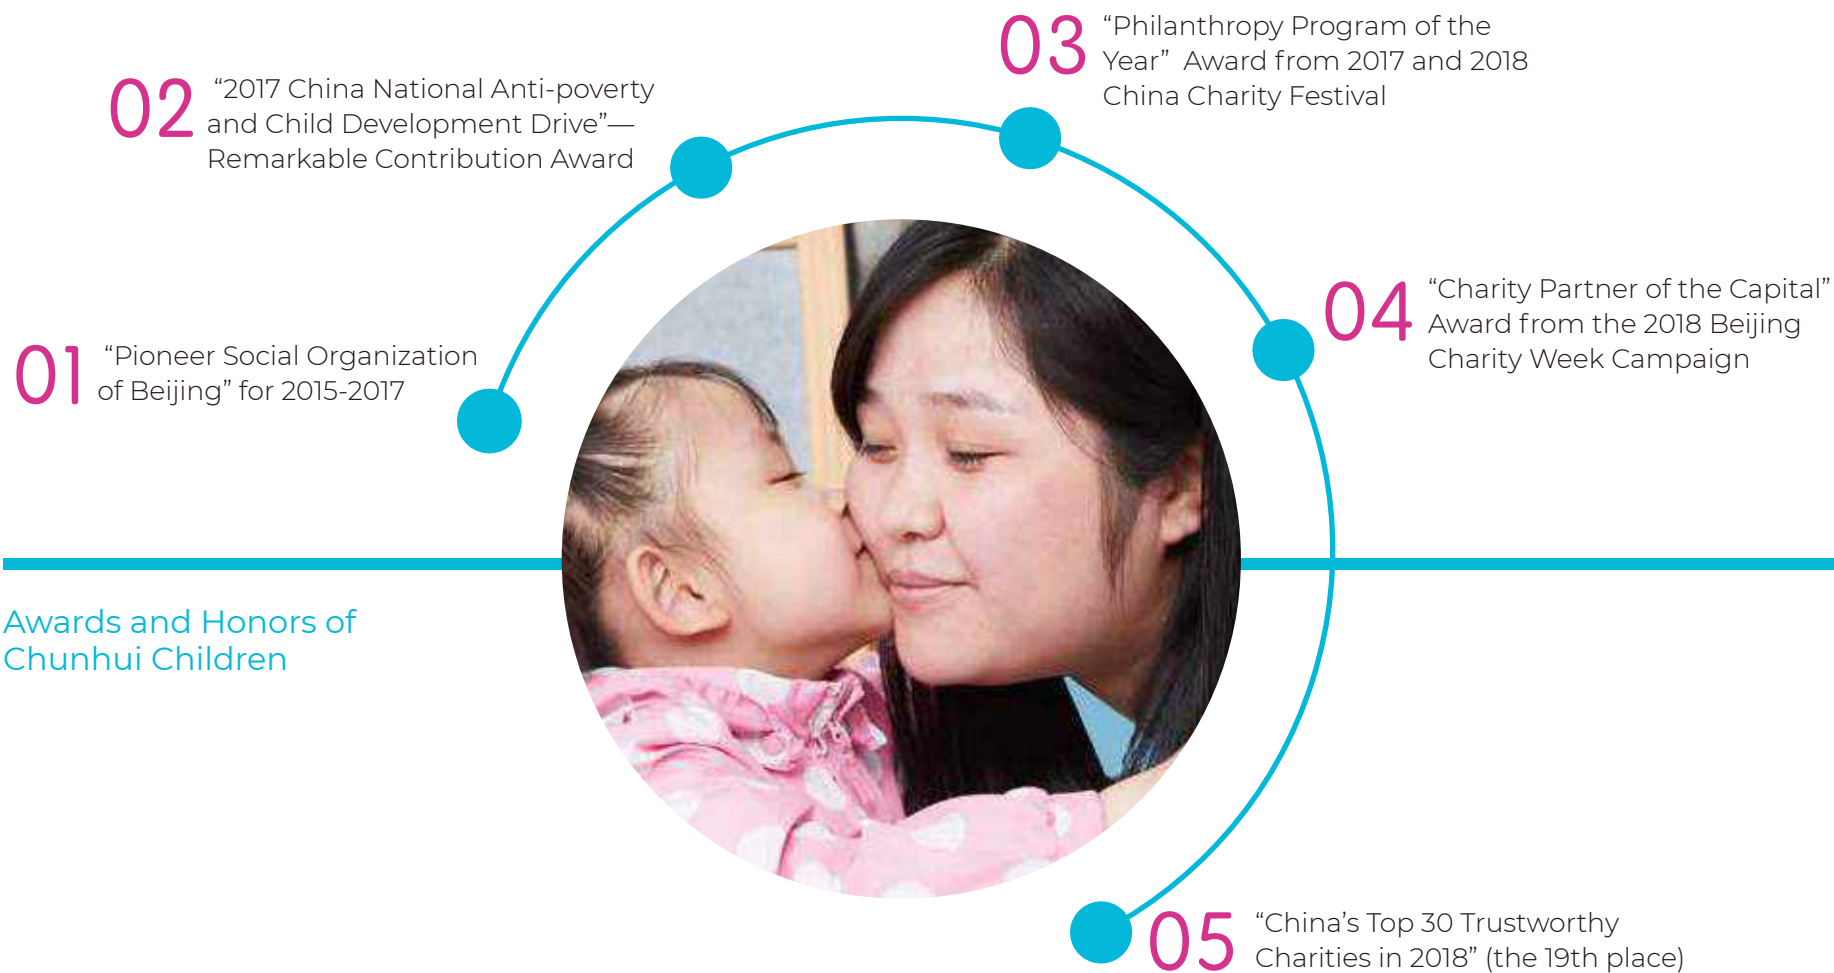 01
“Pioneer Social Organization
of Beijing” for 2015-2017
02
“2017 China National Anti-poverty
and Child Development Drive”—
Remarkable Contribution Award
03
“Philanthropy Program of the
Year”  Award from 2017 and 2018
China Charity Festival
04
“Charity Partner of the Capital”
Award from the 2018 Beijing
Charity Week Campaign
05
“China’s Top 30 Trustworthy
Charities in 2018” (the 19th place)
Awards and Honors of
Chunhui Children